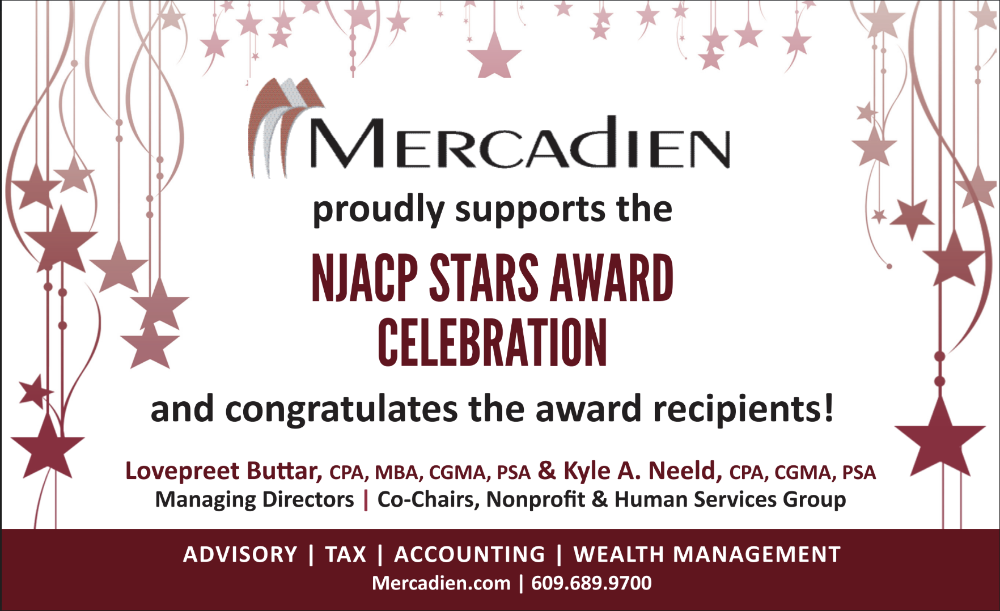 MERCAdIEN
proudly supports the
NJACP STARS AWARD
CELEBRATION
and congratulates the award recipients!
Lovepreet Buttar, CPA, MBA, CGMA, PSA & Kyle A. Neeld, CPA, CGMA, PSA
Managing Directors | Co-Chairs, Nonprofit & Human Services Group
ADVISORY | TAX | ACCOUNTING | WEALTH MANAGEMENT
Mercadien.com | 609.689.9700